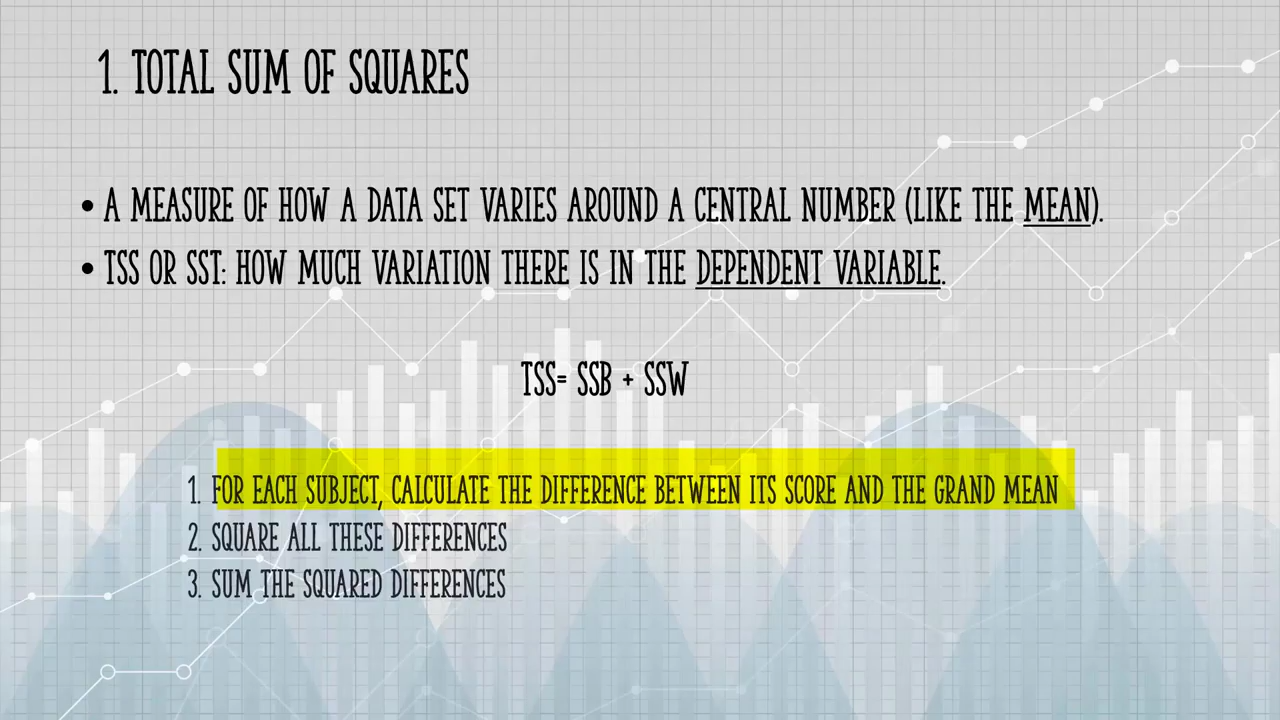 1. TOTAL SUM OF SQUARES
• A MEASURE OF HOW A DATA SET VARIES AROUND A CENTRAL NUMBER (LIKE THE MEAN).
• TSS OR SST: HOW MUCH VARIATION THERE IS IN THE DEPENDENT VARIABLE.
TSS= SSB + SSW
1. FOR EACH SUBJECT, CALCULATE THE DIFFERENCE BETWEEN ITS SCORE AND THE GRAND MEAN
2. SQUARE ALL THESE DIFFERENCES
3. SUM THE SQUARED DIFFERENCES